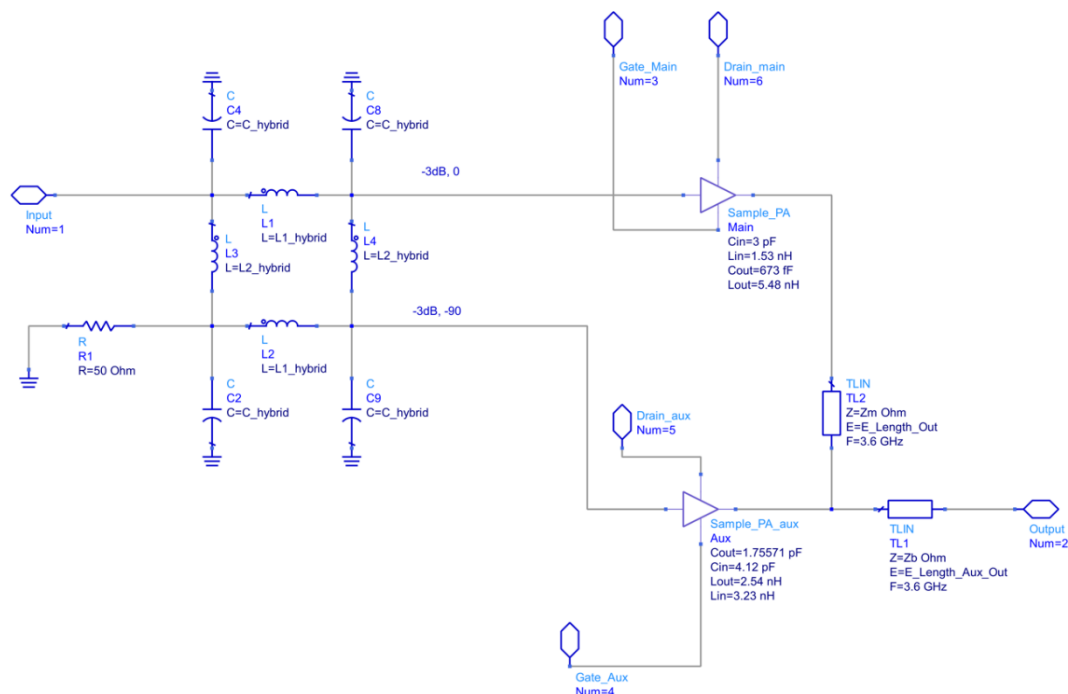 Gate_Main
Num=3
Drain_main
Num=6
C
C4
C=C_hybrid
C
C8
C=C_hybrid
-3dB, 0
Input
Num=1
L
L1
L=L1_hybrid
L
L3
L=L2_hybrid
L
L4
L=L2_hybrid
Sample_PA
Main
Cin=3 pF
Lin=1.53 nH
Cout=673 fF
Lout=5.48 nH
-3dB, -90
R
R1
R=50 Ohm
L
L2
L=L1_hybrid
C
C2
C=C_hybrid
C
C9
C=C_hybrid
TLIN
TL2
Z=Zm Ohm
E=E_Length_Out
F=3.6 GHz
Drain_aux
Num=5
Sample_PA_aux
Aux
Cout=1.75571 pF
Cin=4.12 pF
Lout=2.54 nH
Lin=3.23 nH
TLIN
TL1
Z=Zb Ohm
E=E_Length_Aux_Out
F=3.6 GHz
Output
Num=2
Gate_Aux
Num=4